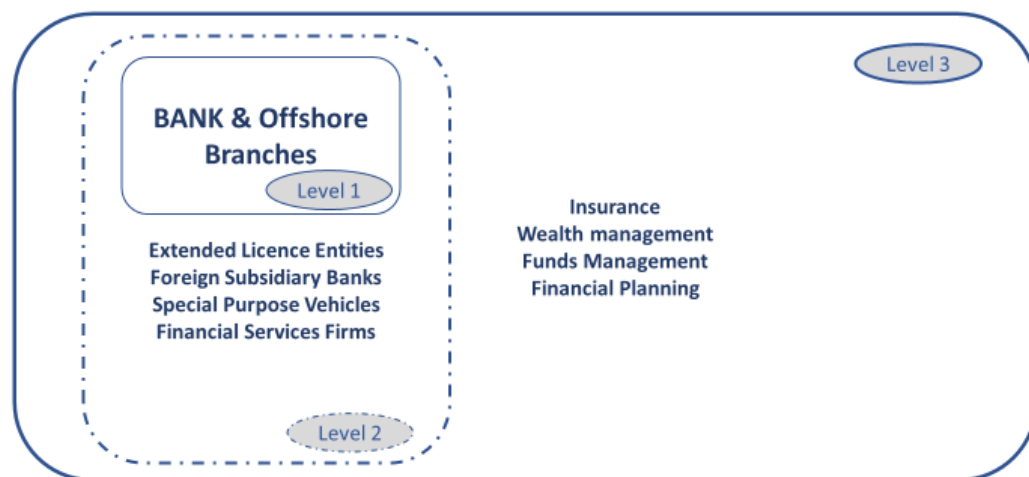 BANK & Offshore
Branches
Level 1
Extended Licence Entities
Foreign Subsidiary Banks
Special Purpose Vehicles
Financial Services Firms
Level 2
Insurance
Wealth management
Funds Management
Financial Planning
Level 3